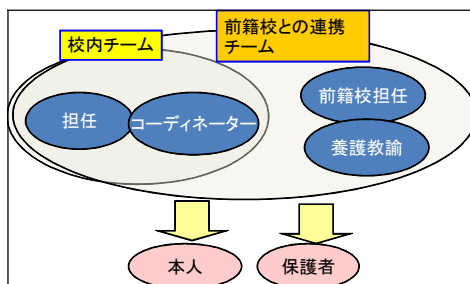 校内チーム
前籍校との連携
チーム
担任
コーディネーター
前籍校担任
養護教諭
本人
保護者